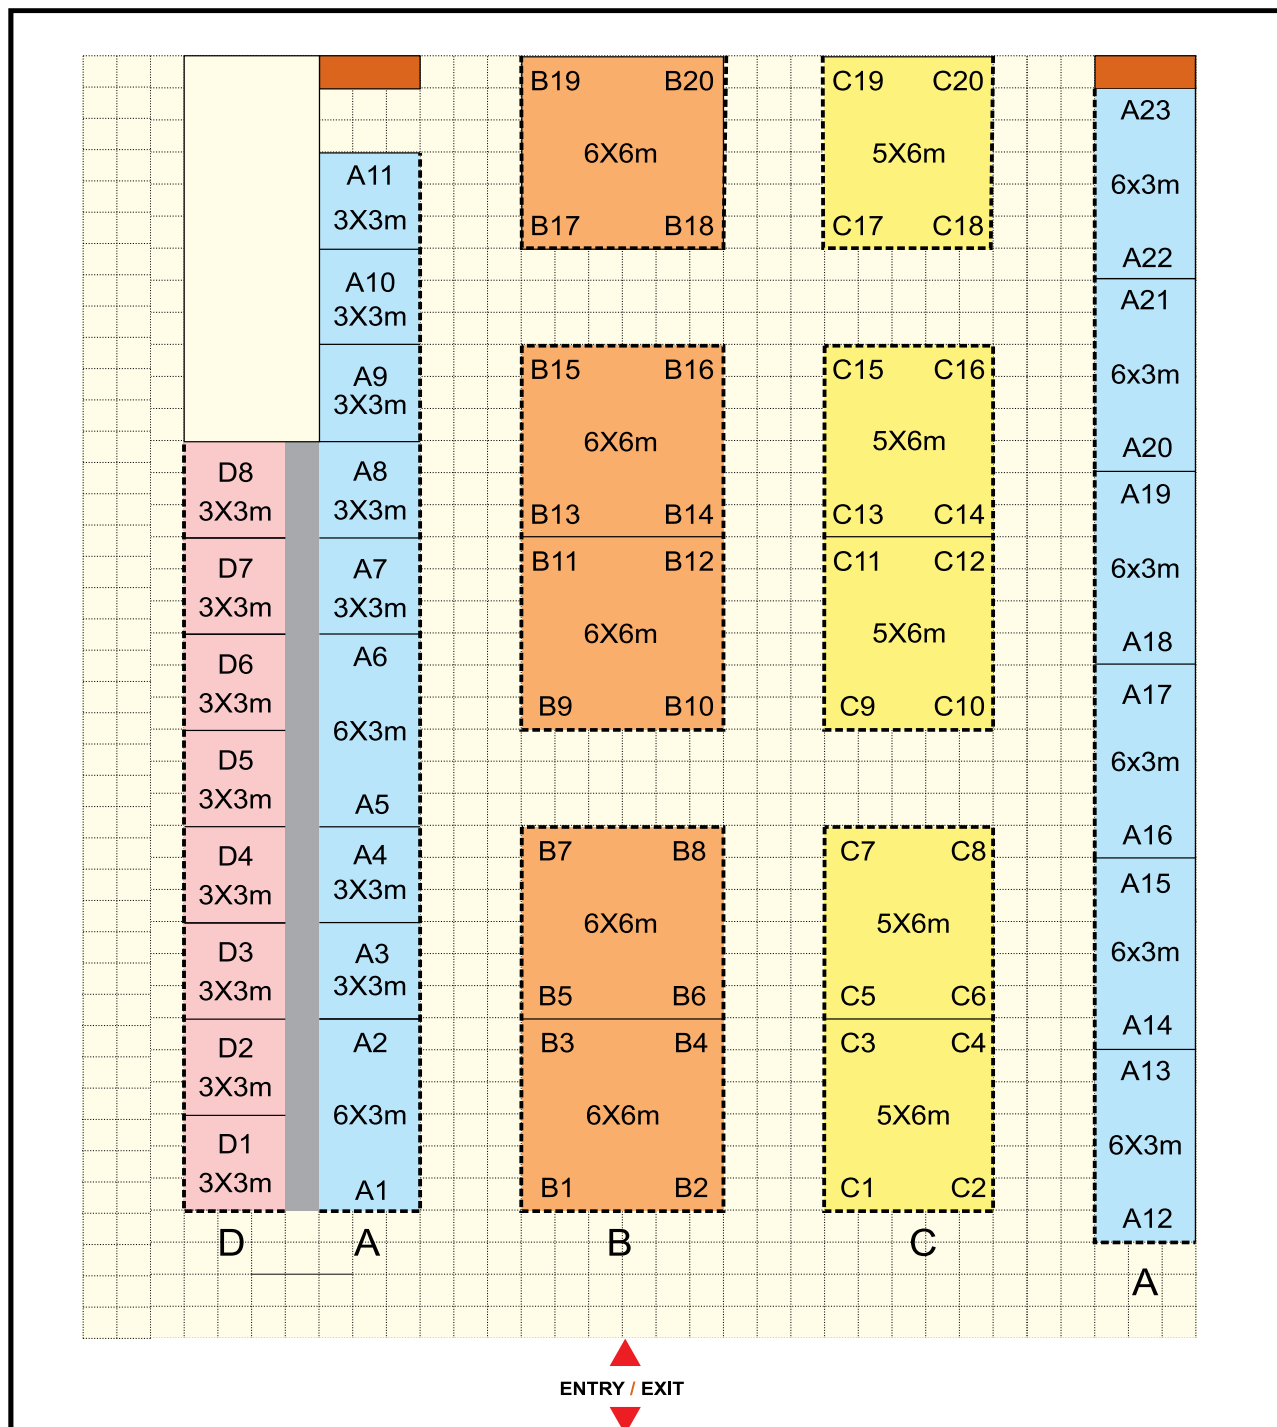 B19 B20
6X6m
B17 B18
C19 C20
5X6m
C17 C18
A23
6x3m
A22
A11
3X3m
A10
3X3m
A9
3X3m
A21
6x3m
A20
B15 B16
6X6m
B13 B14
C15 C16
5X6m
C13 C14
D8
3X3m
A8
3X3m
A19
6x3m
A18
D7
3X3m
A7
3X3m
B11 B12
6X6m
B9 B10
C11 C12
5X6m
C9 C10
D6
3X3m
D5
3X3m
A6
6X3m
A5
A17
6x3m
A16
D4
3X3m
A4
3X3m
B7 B8
6X6m
B5 B6
C7 C8
5X6m
C5 C6
A15
6x3m
A14
D3
3X3m
A3
3X3m
D2
3X3m
D1
3X3m
A2
6X3m
A1
B3 B4
6X6m
B1 B2
C3 C4
5X6m
C1 C2
A13
6X3m
A12
D A B C
A
ENTRY / EXIT